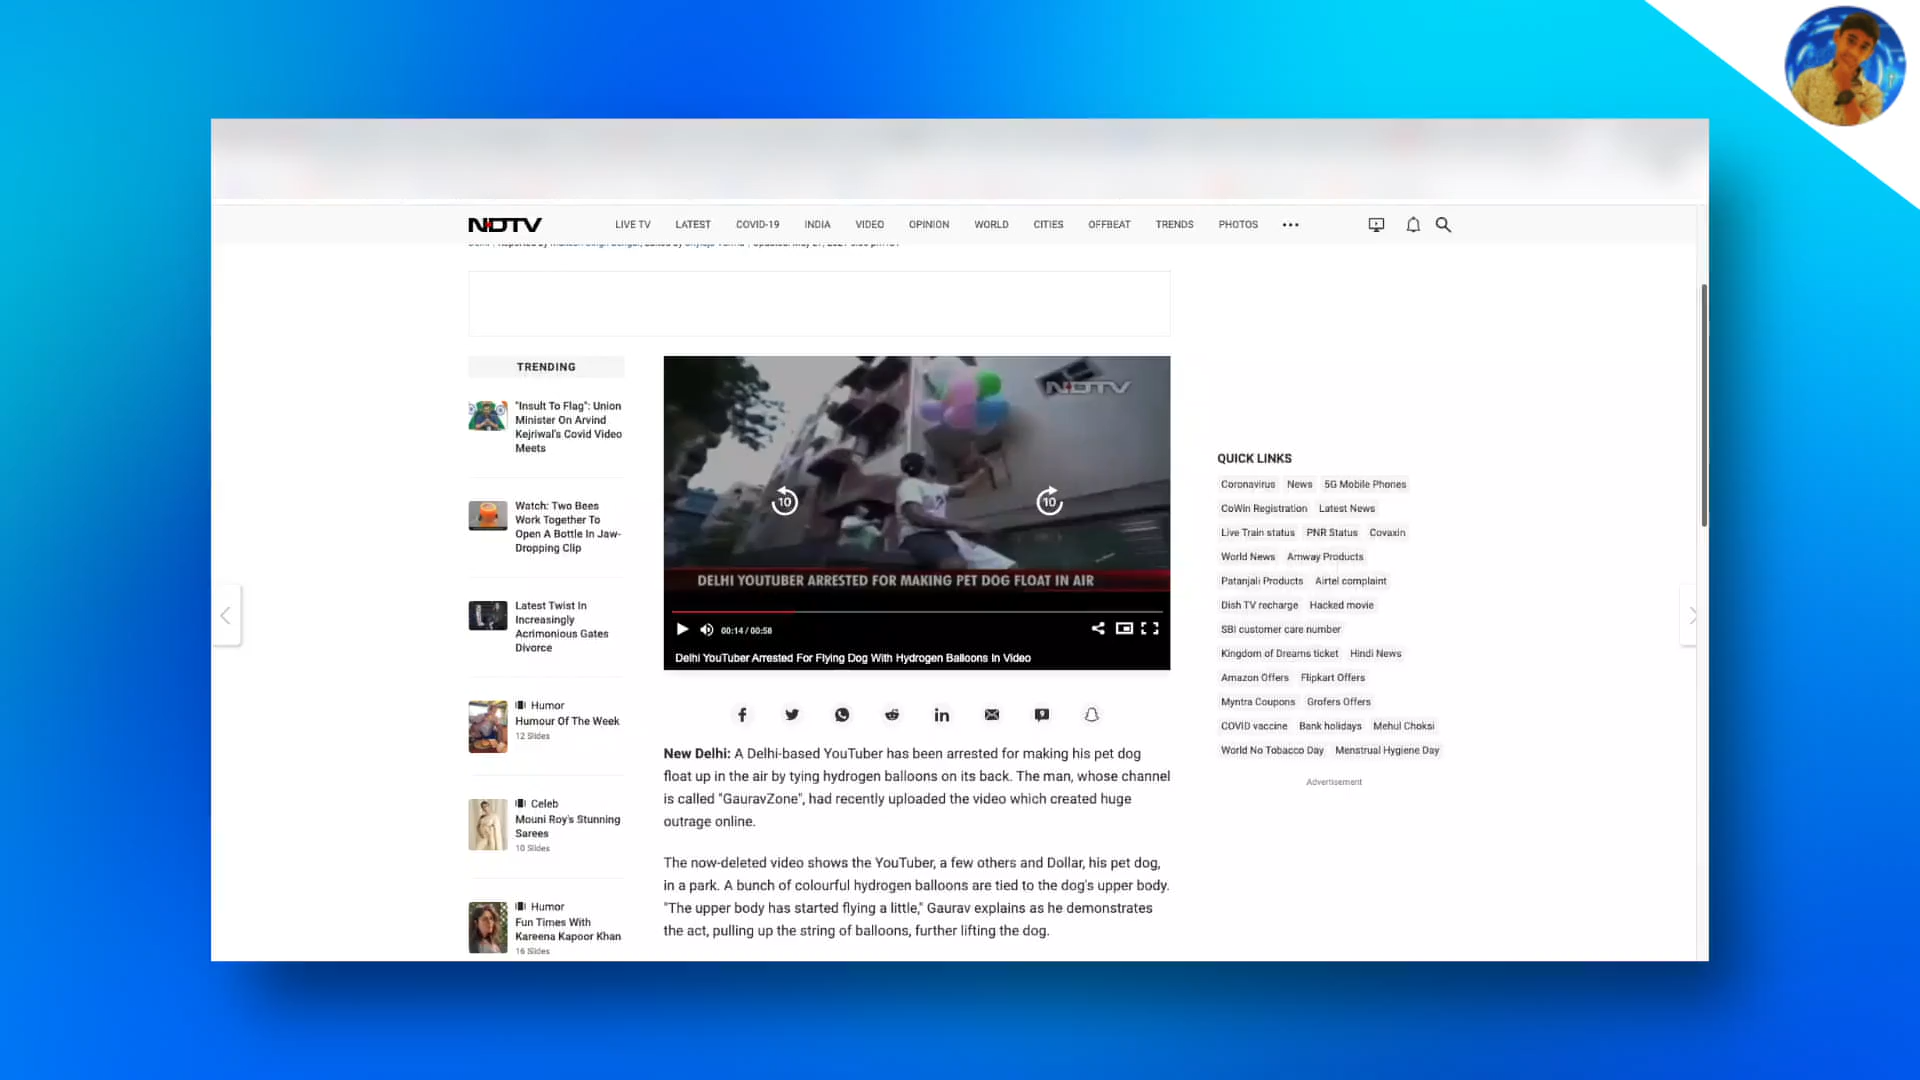 NDTV
LIVE TV LATEST COVID-19 INDIA VIDEO OPINION WORLD CITIES OFFBEAT TRENDS PHOTOS
TRENDING
"Insult To Flag": Union
Minister On Arvind
Kejriwal's Covid Video
Meets
Watch: Two Bees
Work Together To
Open A Bottle In Jaw-
Dropping Clip
Latest Twist In
Increasingly
Acrimonious Gates
Divorce
Humor
Humour Of The Week
12 Slides
Celeb
Mouni Roy's Stunning
Sarees
10 Slides
Humor
Fun Times With
Kareena Kapoor Khan
16 Slides
NDTV
10
10
DELHI YOUTUBER ARRESTED FOR MAKING PET DOG FLOAT IN AIR
00:14 / 00:58
Delhi YouTuber Arrested For Flying Dog With Hydrogen Balloons In Video
New Delhi: A Delhi-based YouTuber has been arrested for making his pet dog
float up in the air by tying hydrogen balloons on its back. The man, whose channel
is called "GauravZone", had recently uploaded the video which created huge
outrage online.
The now-deleted video shows the YouTuber, a few others and Dollar, his pet dog,
in a park. A bunch of colourful hydrogen balloons are tied to the dog's upper body.
"The upper body has started flying a little," Gaurav explains as he demonstrates
the act, pulling up the string of balloons, further lifting the dog.
QUICK LINKS
Coronavirus News 5G Mobile Phones
CoWin Registration Latest News
Live Train status PNR Status Covaxin
World News Amway Products
Patanjali Products Airtel complaint
Dish TV recharge Hacked movie
SBI customer care number
Kingdom of Dreams ticket Hindi News
Amazon Offers Flipkart Offers
Myntra Coupons Grofers Offers
COVID vaccine Bank holidays Mehul Choksi
World No Tobacco Day Menstrual Hygiene Day
Advertisement